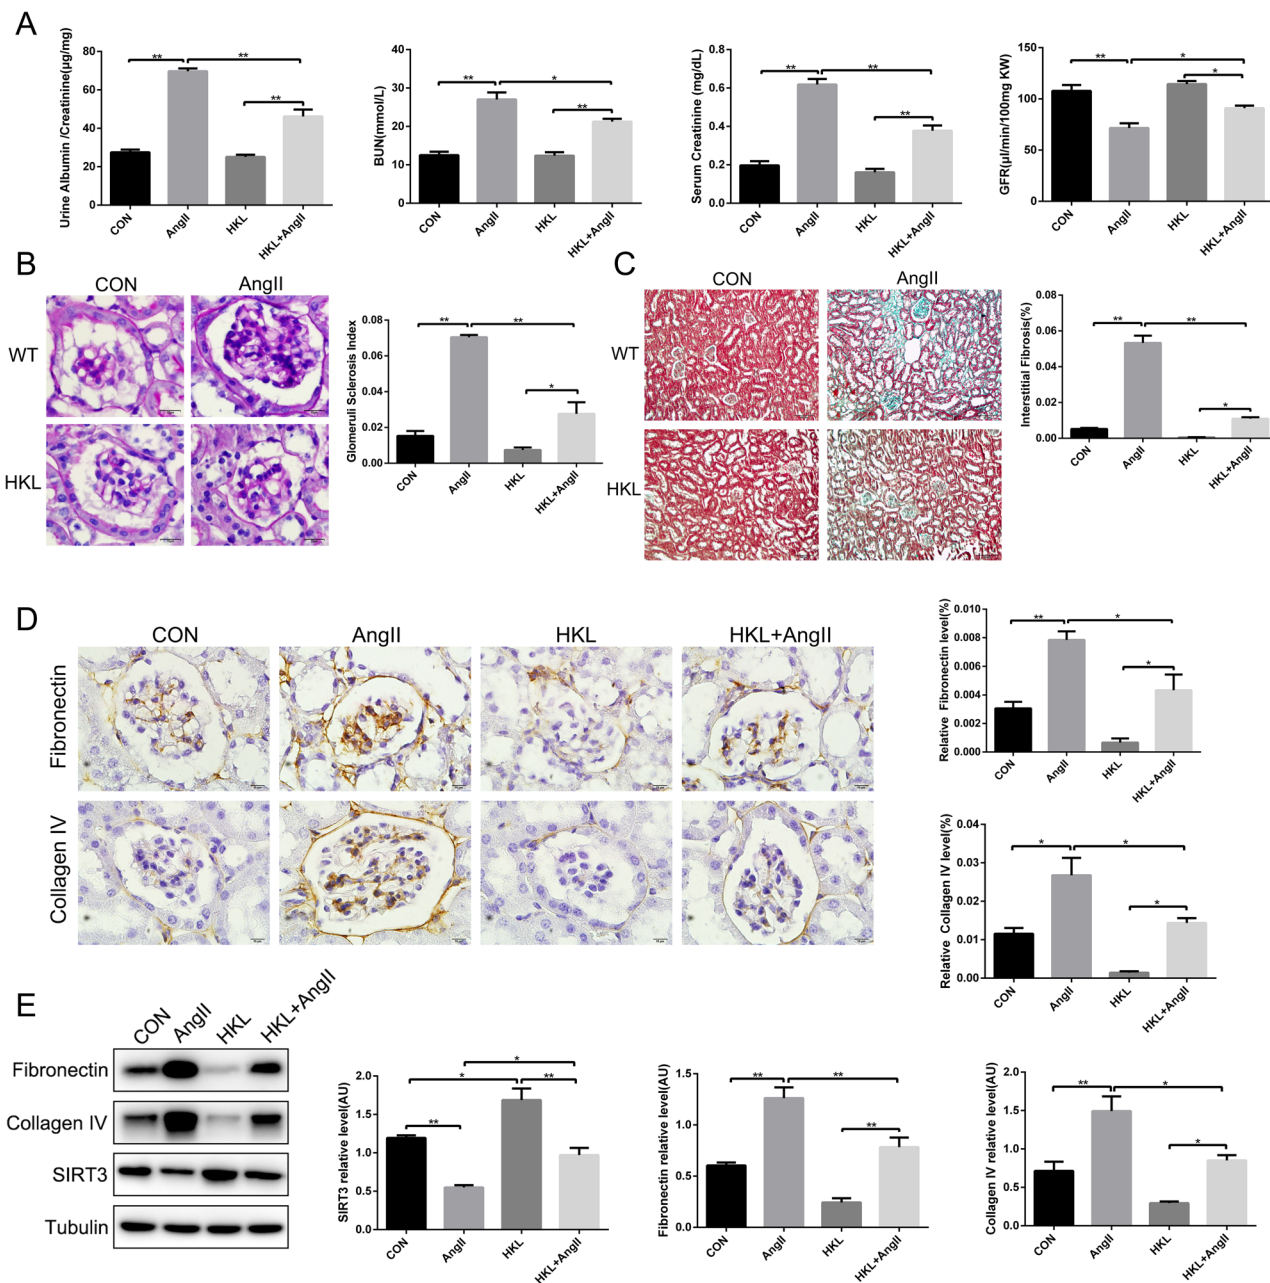 A
Urine Albumin /Creatinine(μg/mg)
80
60
40
20
0
** **
**
CON
AngII
HKL
HKL+AngII
BUN(mmol/L)
40
30
20
10
0
** *
**
CON
AngII
HKL
HKL+AngII
Serum Creatinine (mg/dL)
0.8
0.6
0.4
0.2
0.0
** **
**
CON
AngII
HKL
HKL+AngII
GFR(μl/min/100mg KW)
150
100
50
0
** *
*
CON
AngII
HKL
HKL+AngII
B
CON AngII
WT
HKL
Glomeruli Sclerosis Index
0.08
0.06
0.04
0.02
0.00
** **
*
CON
AngII
HKL
HKL+AngII
C
CON AngII
WT
HKL
Interstitial Fibrosis(%)
0.08
0.06
0.04
0.02
0.00
** **
*
CON
AngII
HKL
HKL+AngII
D
CON AngII HKL HKL+AngII
Fibronectin
Collagen IV
Relative Fibronectin level(%)
0.010
0.008
0.006
0.004
0.002
0.000
** *
*
CON
AngII
HKL
HKL+AngII
Relative Collagen IV level(%)
0.04
0.03
0.02
0.01
0.00
* *
*
CON
AngII
HKL
HKL+AngII
E
CON AngII HKL HKL+AngII
Fibronectin
Collagen IV
SIRT3
Tubulin
SIRT3 relative level(AU)
2.0
1.5
1.0
0.5
0.0
*
* **
**
CON
AngII
HKL
HKL+AngII
Fibronectin relative level(AU)
1.5
1.0
0.5
0.0
** **
**
CON
AngII
HKL
HKL+AngII
Collagen IV relative level(AU)
2.0
1.5
1.0
0.5
0.0
** *
*
CON
AngII
HKL
HKL+AngII